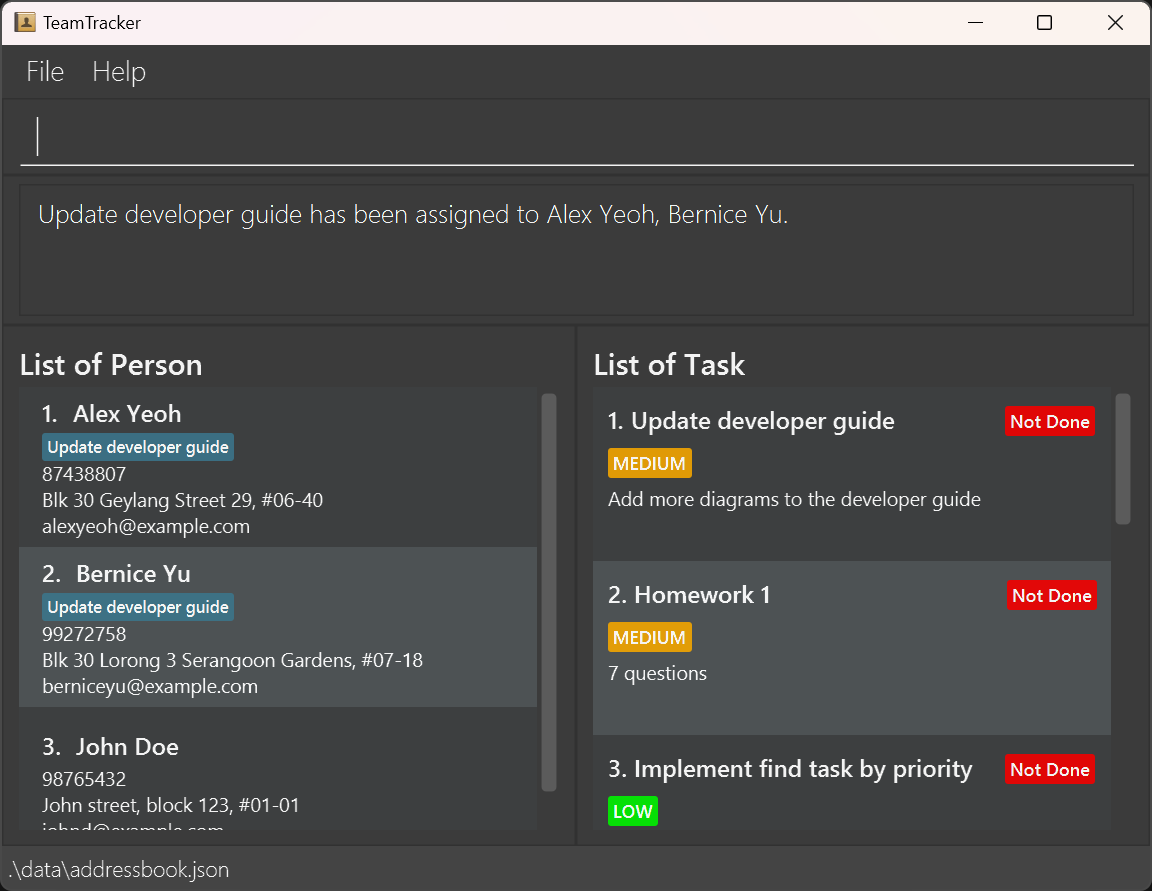 TeamTracker
File Help
Update developer guide has been assigned to Alex Yeoh, Bernice Yu.
List of Person
1. Alex Yeoh
Update developer guide
87438807
Blk 30 Geylang Street 29, #06-40
alexyeoh@example.com
2. Bernice Yu
Update developer guide
99272758
Blk 30 Lorong 3 Serangoon Gardens, #07-18
berniceyu@example.com
3. John Doe
98765432
John street, block 123, #01-01
johnd@example.com
List of Task
1. Update developer guide Not Done
MEDIUM
Add more diagrams to the developer guide
2. Homework 1 Not Done
MEDIUM
7 questions
3. Implement find task by priority Not Done
LOW
.\data\addressbook.json